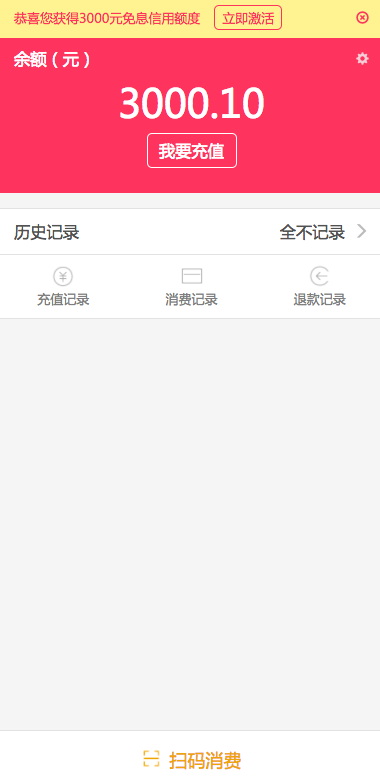 恭喜您获得3000元免息信用额度 立即激活
余额（元）
3000.10
我要充值
历史记录 全不记录
充值记录 消费记录 退款记录
扫码消费